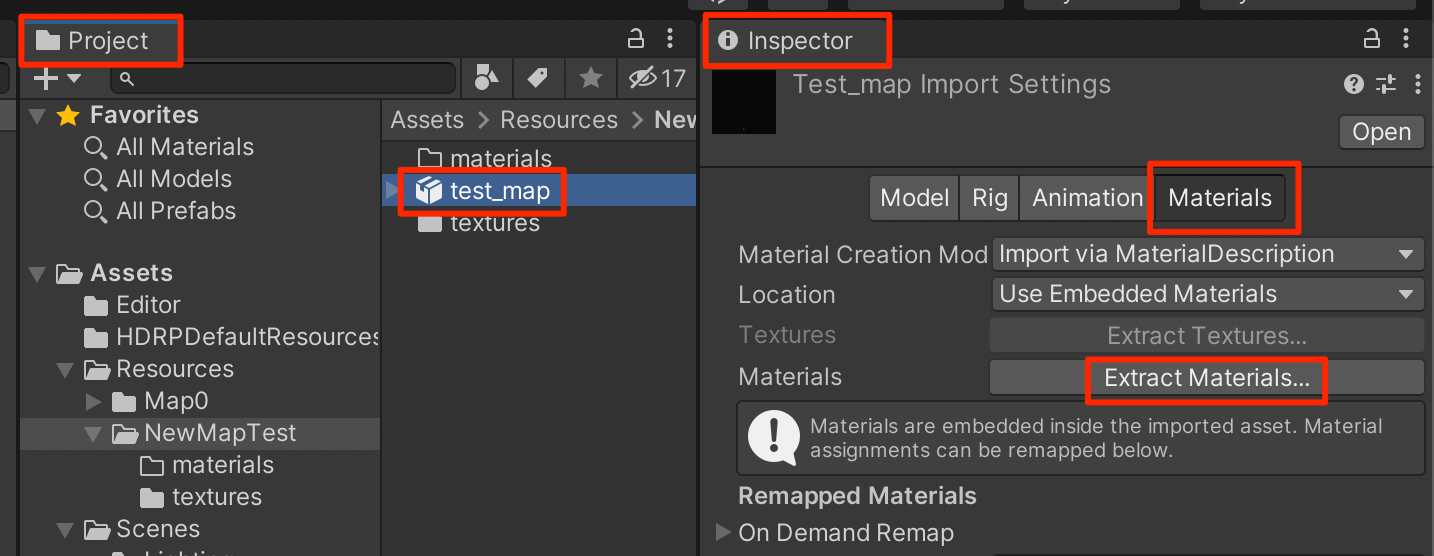 Project
17
Favorites
All Materials
All Models
All Prefabs
Assets
Editor
HDRPDefaultResources
Resources
Map0
NewMapTest
materials
textures
Scenes
Assets > Resources > New
materials
test_map
textures
Inspector
Test_map Import Settings
Open
Model Rig Animation Materials
Material Creation Mod Import via MaterialDescription
Location Use Embedded Materials
Textures Extract Textures...
Materials Extract Materials...
Materials are embedded inside the imported asset. Material
assignments can be remapped below.
Remapped Materials
On Demand Remap